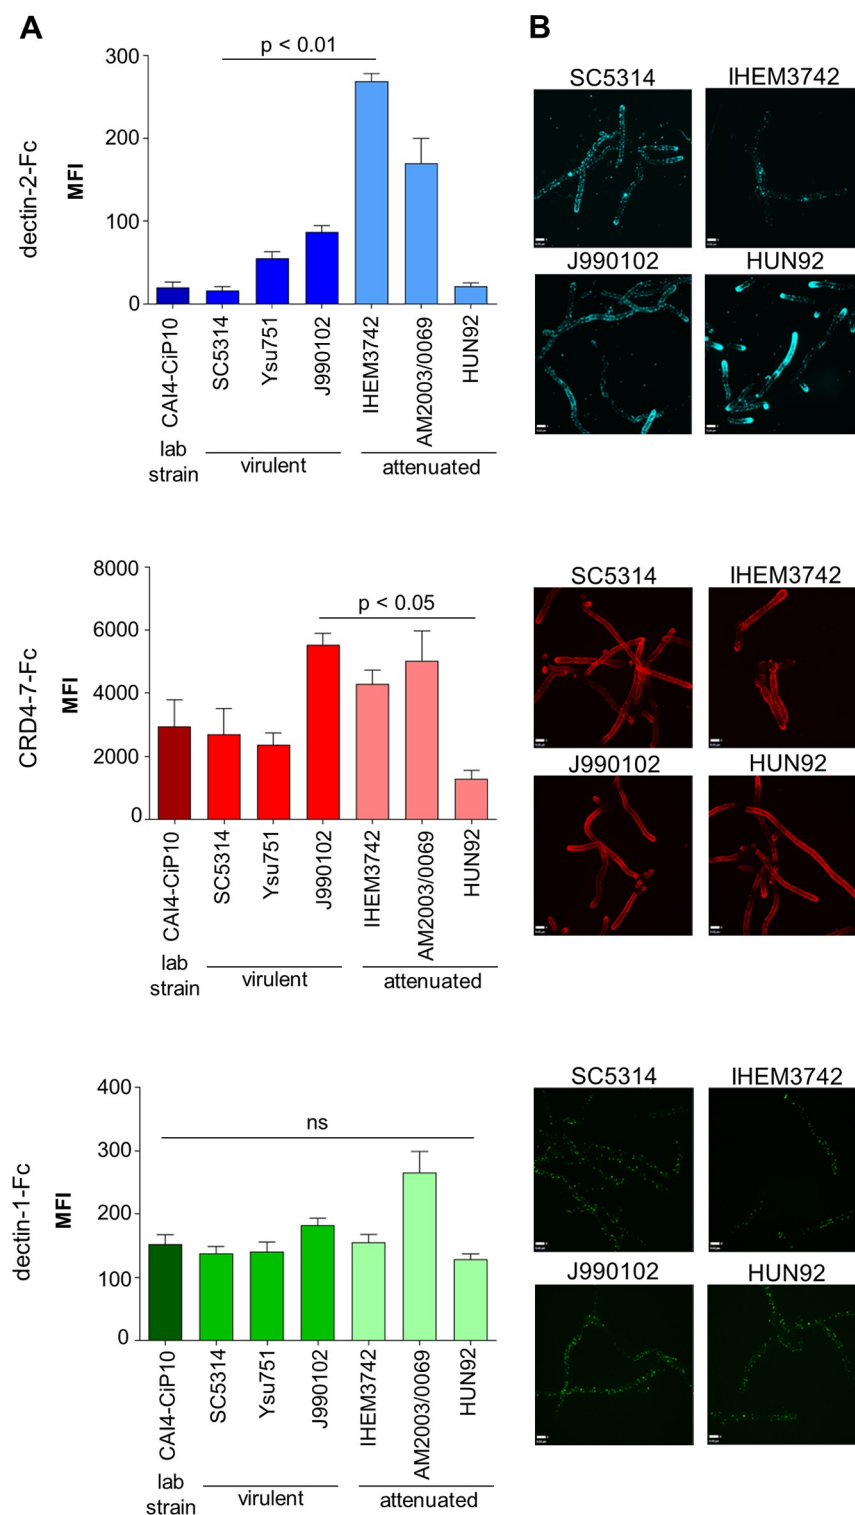 A
B
dectin-2-Fc
MFI
300
200
100
0
p < 0.01
CAI4-CiP10
SC5314
Ysu751
J990102
IHEM3742
AM2003/0069
HUN92
lab
strain
virulent
attenuated
SC5314
IHEM3742
J990102
HUN92
CRD4-7-Fc
MFI
8000
6000
4000
2000
0
p < 0.05
CAI4-CiP10
SC5314
Ysu751
J990102
IHEM3742
AM2003/0069
HUN92
lab
strain
virulent
attenuated
SC5314
IHEM3742
J990102
HUN92
dectin-1-Fc
MFI
400
300
200
100
0
ns
CAI4-CiP10
SC5314
Ysu751
J990102
IHEM3742
AM2003/0069
HUN92
lab
strain
virulent
attenuated
SC5314
IHEM3742
J990102
HUN92